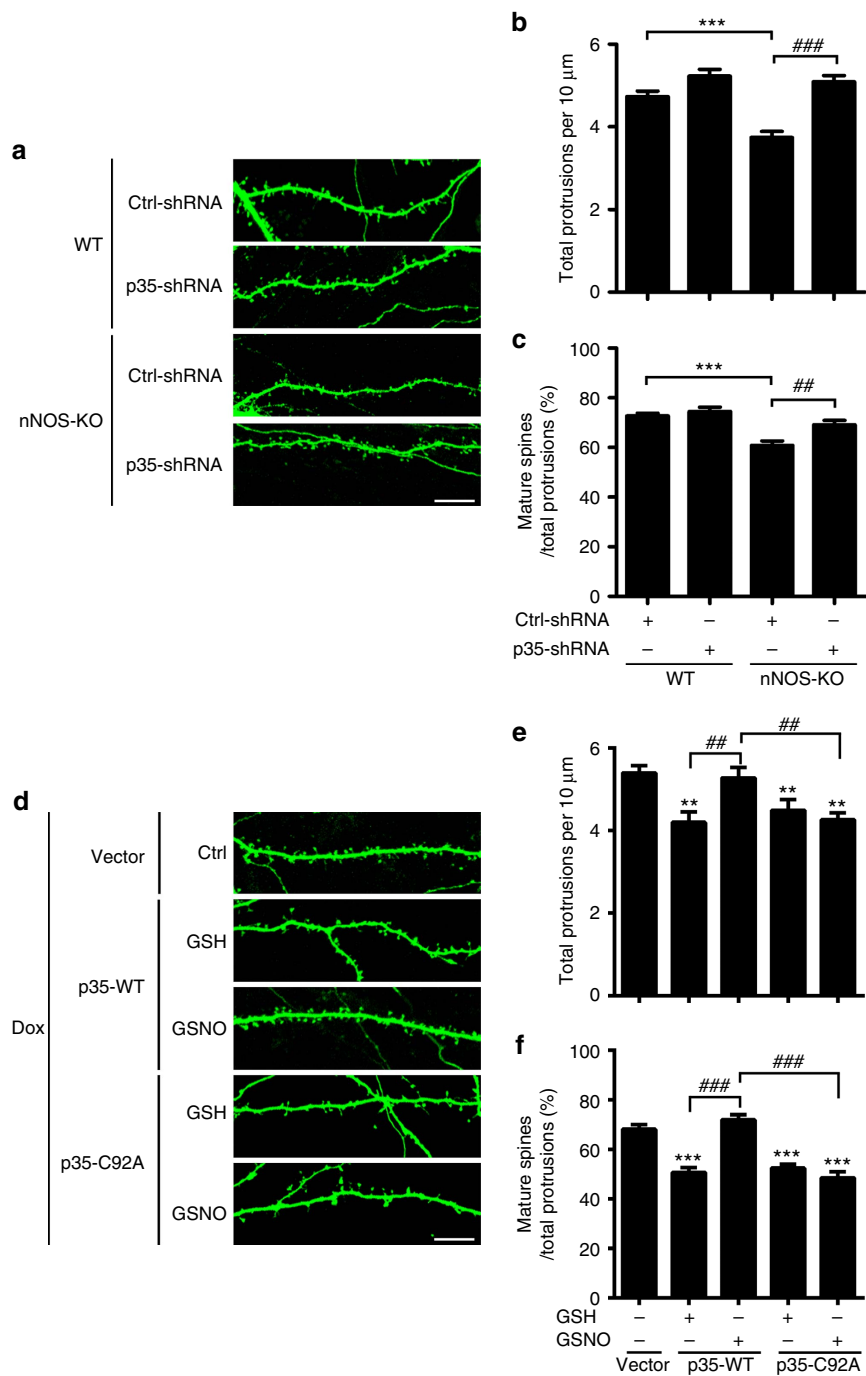 a
WT
Ctrl-shRNA
p35-shRNA
nNOS-KO
Ctrl-shRNA
p35-shRNA
b
Total protrusions per 10 μm
6
4
2
0
***
###
c
Mature spines
/total protrusions (%)
100
80
60
40
20
0
***
##
Ctrl-shRNA + – + –
p35-shRNA – + – +
WT nNOS-KO
d
Dox
Vector
Ctrl
p35-WT
GSH
GSNO
p35-C92A
GSH
GSNO
e
Total protrusions per 10 μm
6
4
2
0
##
##
** ** **
f
Mature spines
/total protrusions (%)
100
80
60
40
20
0
###
###
*** *** ***
GSH – + – + –
GSNO – – + – +
Vector p35-WT p35-C92A